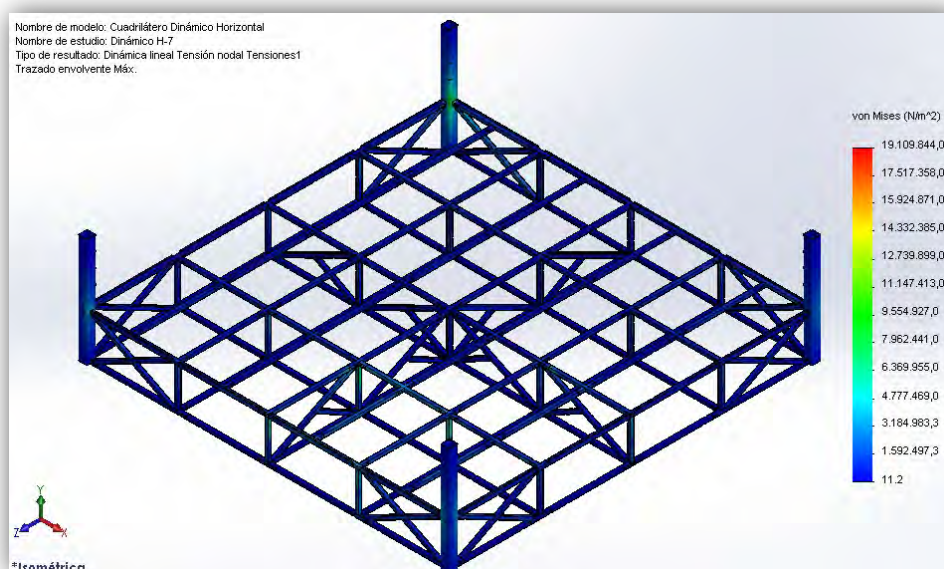 Nombre de modelo: Cuadrilátero Dinámico Horizontal
Nombre de estudio: Dinámico H-7
Tipo de resultado: Dinámica lineal Tensión nodal Tensiones1
Trazado envolvente Máx.
von Mises (N/m^2)
19.109.844,0
17.517.358,0
15.924.871,0
14.332.385,0
12.739.899,0
11.147.413,0
9.554.927,0
7.962.441,0
6.369.955,0
4.777.469,0
3.184.983,3
1.592.497,3
11.2
Y
Z
X
*Isométrica